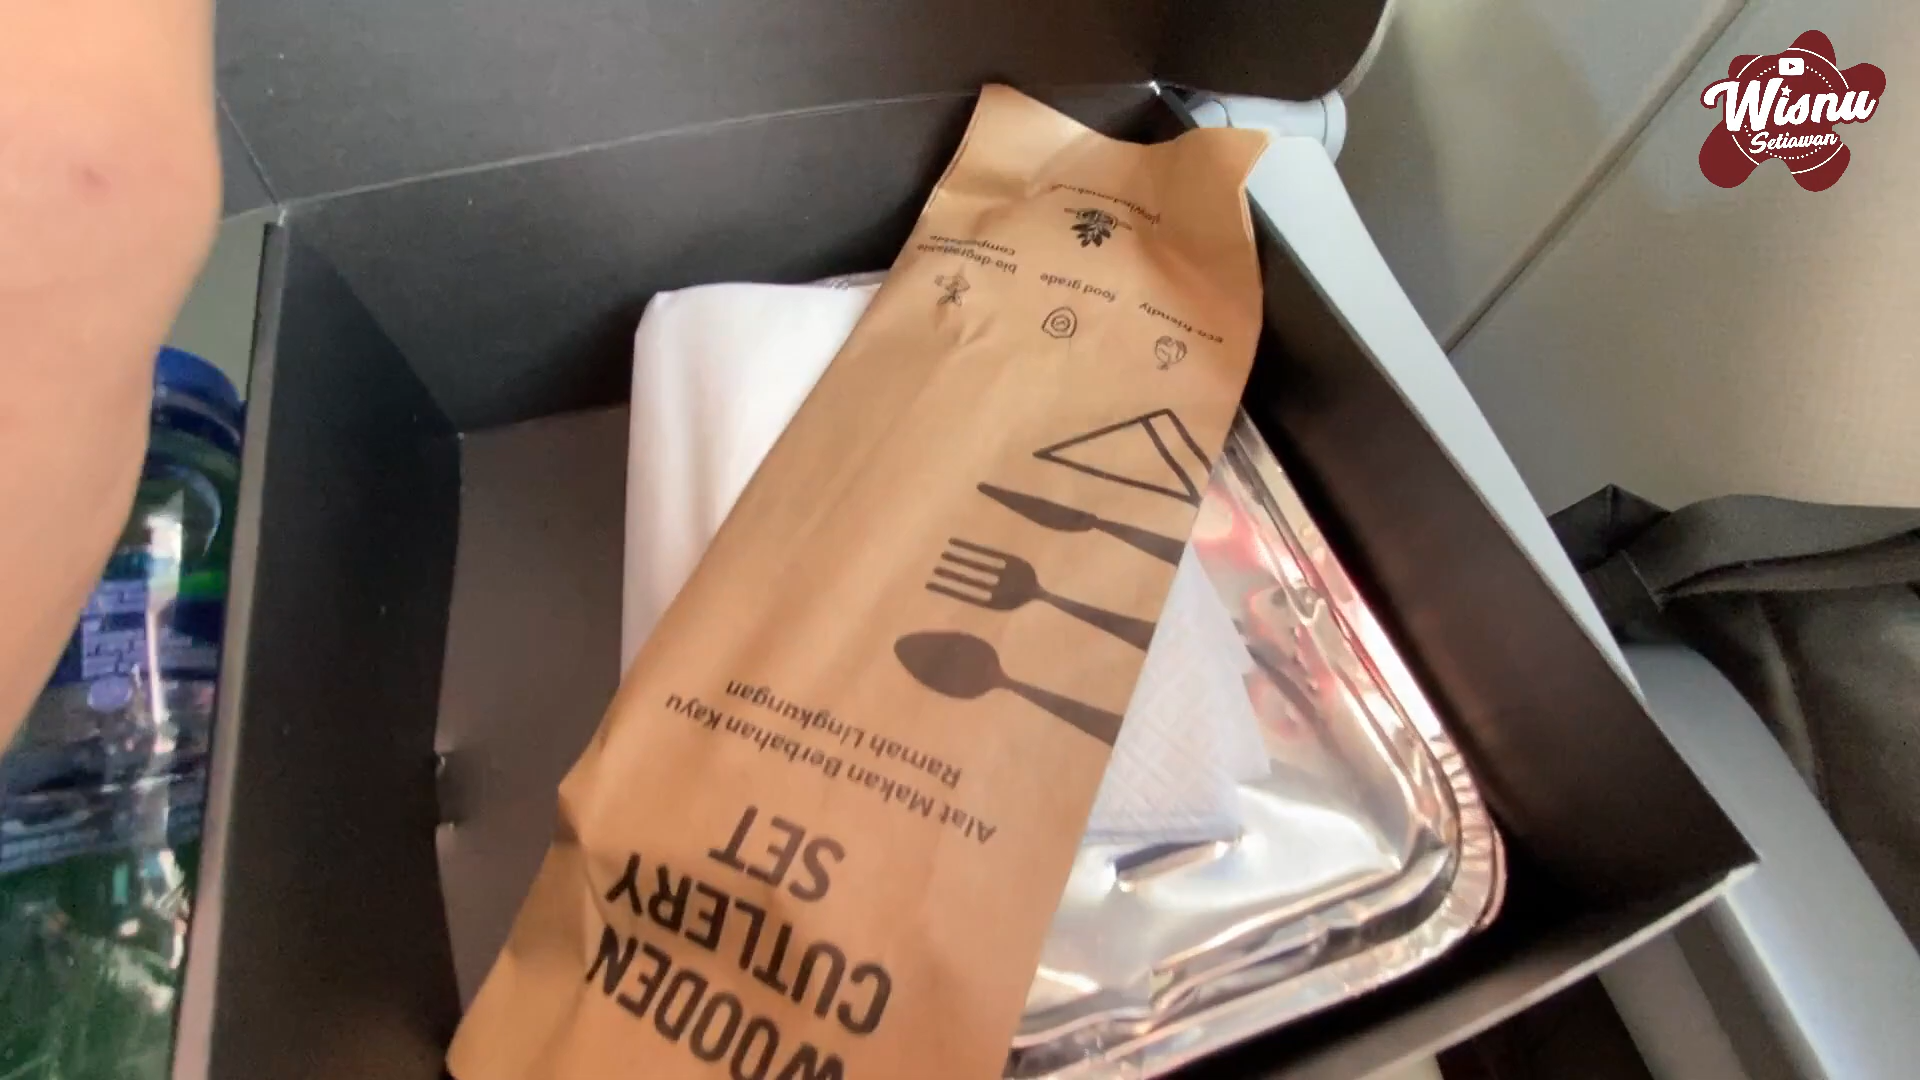 Wisnu
Setiawan
WOODEN
CUTLERY
SET
Alat Makan Berbahan Kayu
Ramah Lingkungan
eco-friendly
food grade
bio-degradable
compostable